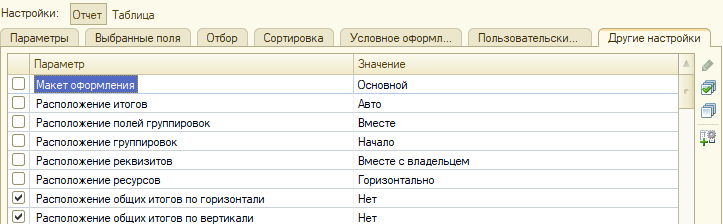 Настройки: Отчет Таблица
Параметры Выбранные поля Отбор Сортировка Условное оформл... Пользовательски... Другие настройки
Параметр Значение
Макет оформления Основной
Расположение итогов Авто
Расположение полей группировок Вместе
Расположение группировок Начало
Расположение реквизитов Вместе с владельцем
Расположение ресурсов Горизонтально
Расположение общих итогов по горизонтали Нет
Расположение общих итогов по вертикали Нет